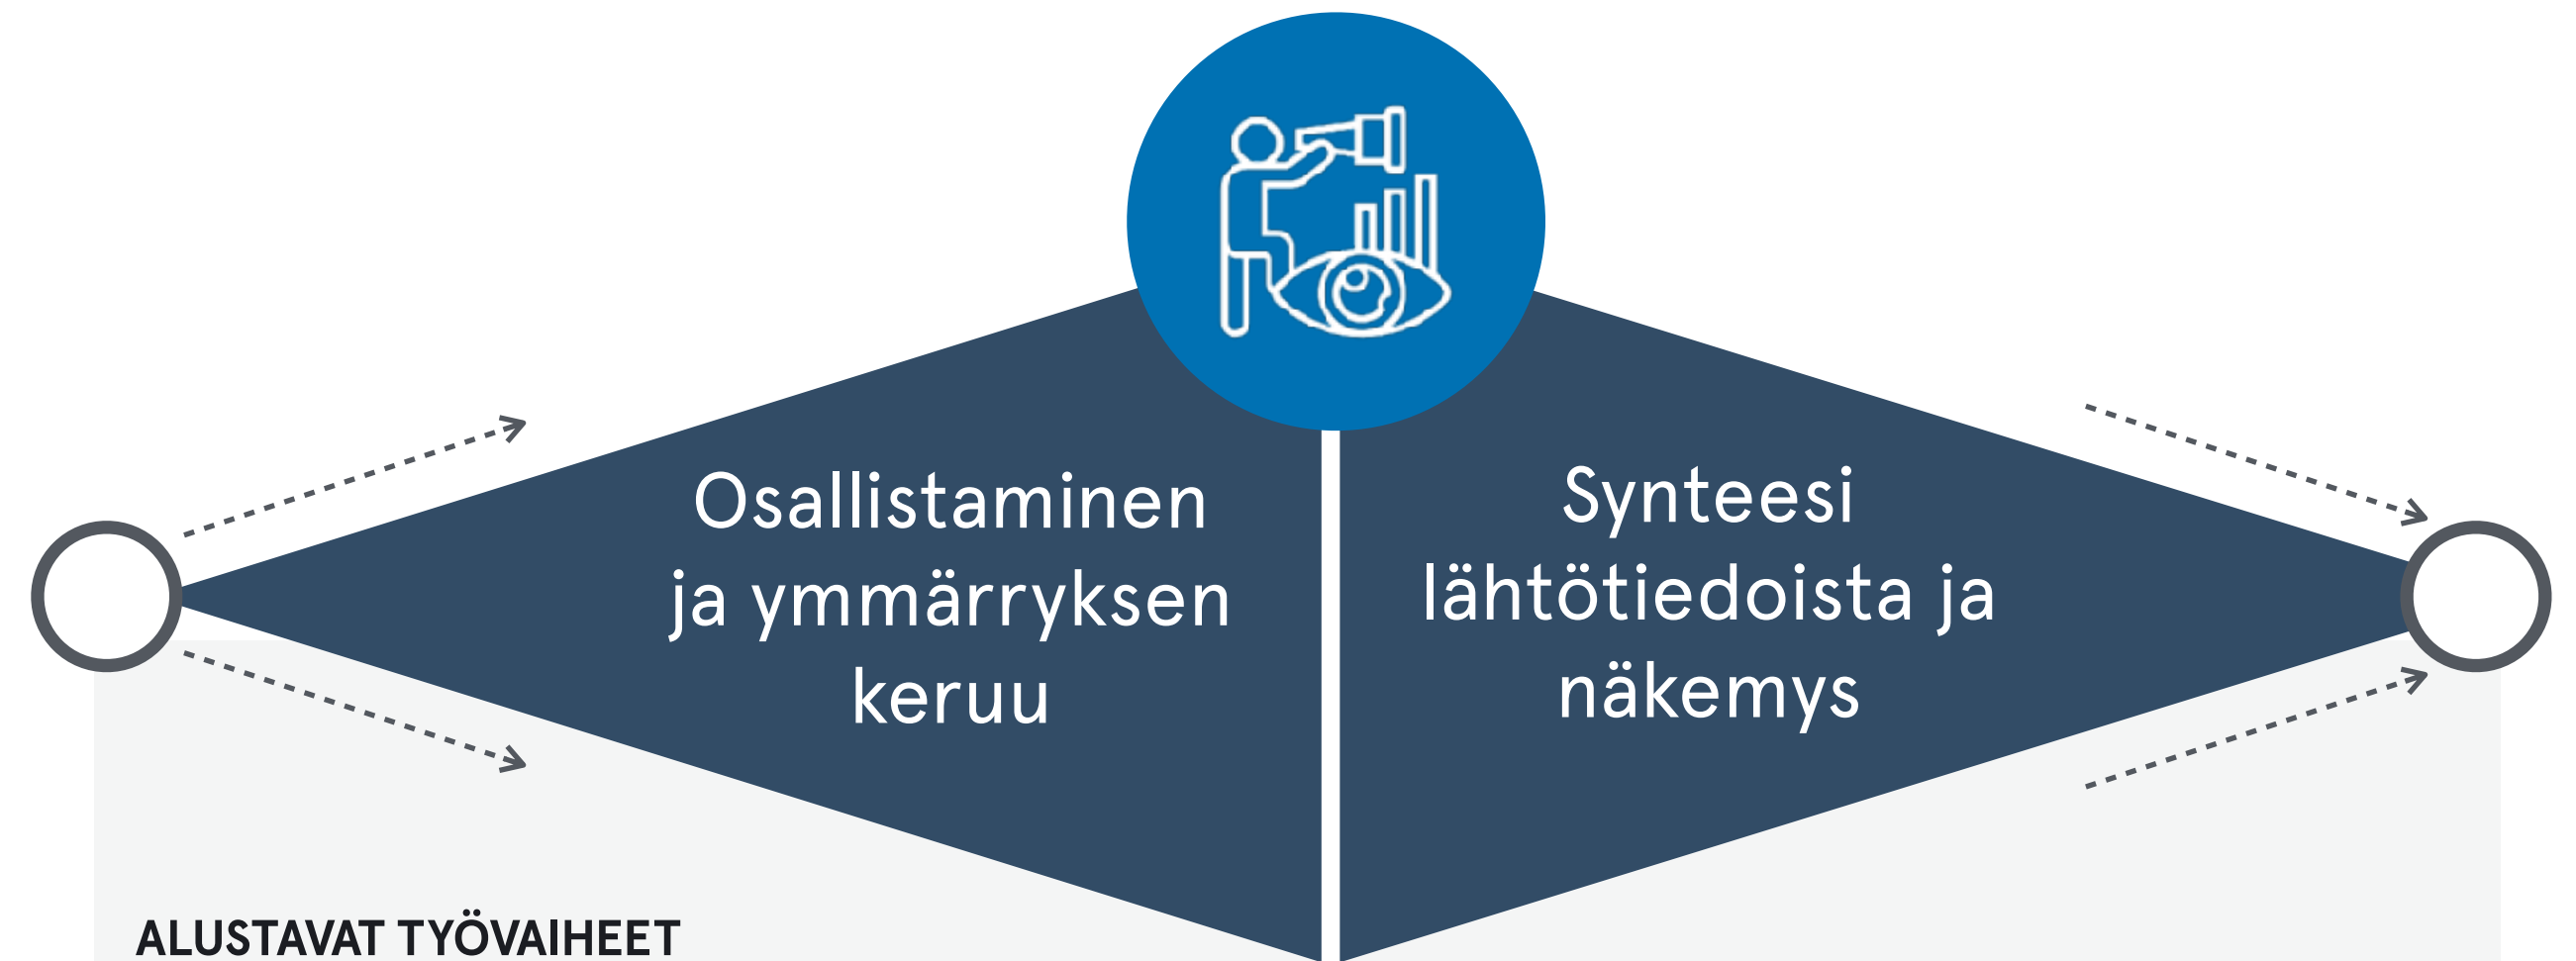 Osallistaminen
ja ymmärryksen
keruu
Synteesi
lähtötiedoista ja
näkemys
ALUSTAVAT TYÖVAIHEET